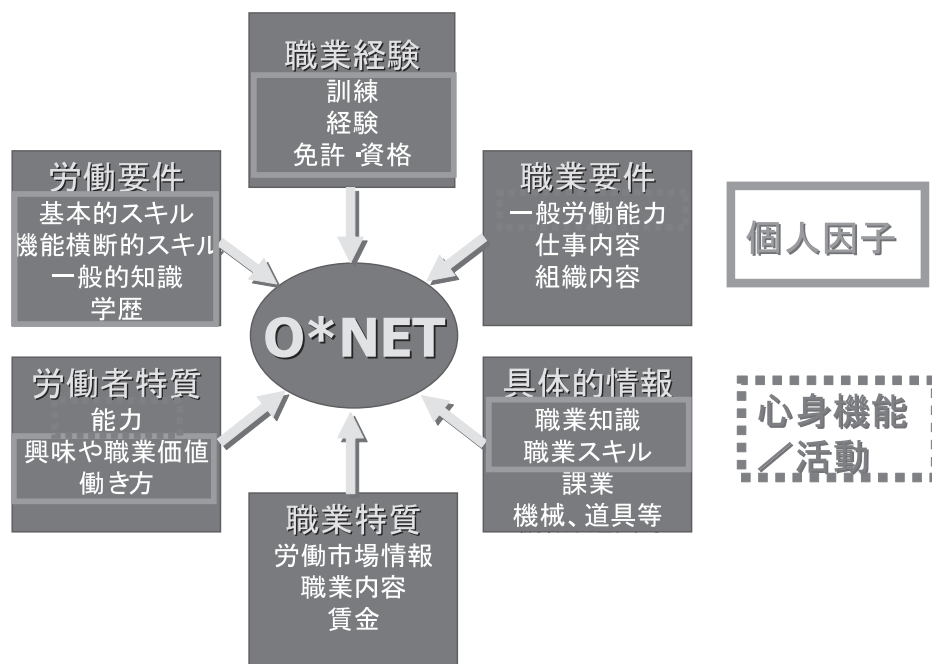 職業経験
訓練
経験
免許・資格
労働要件
基本的スキル
機能横断的スキル
一般的知識
学歴
職業要件
一般労働能力
仕事内容
組織内容
個人因子
O*NET
労働者特質
能力
興味や職業価値
働き方
具体的情報
職業知識
職業スキル
課業
機械、道具等
心身機能
／活動
職業特質
労働市場情報
職業内容
賃金